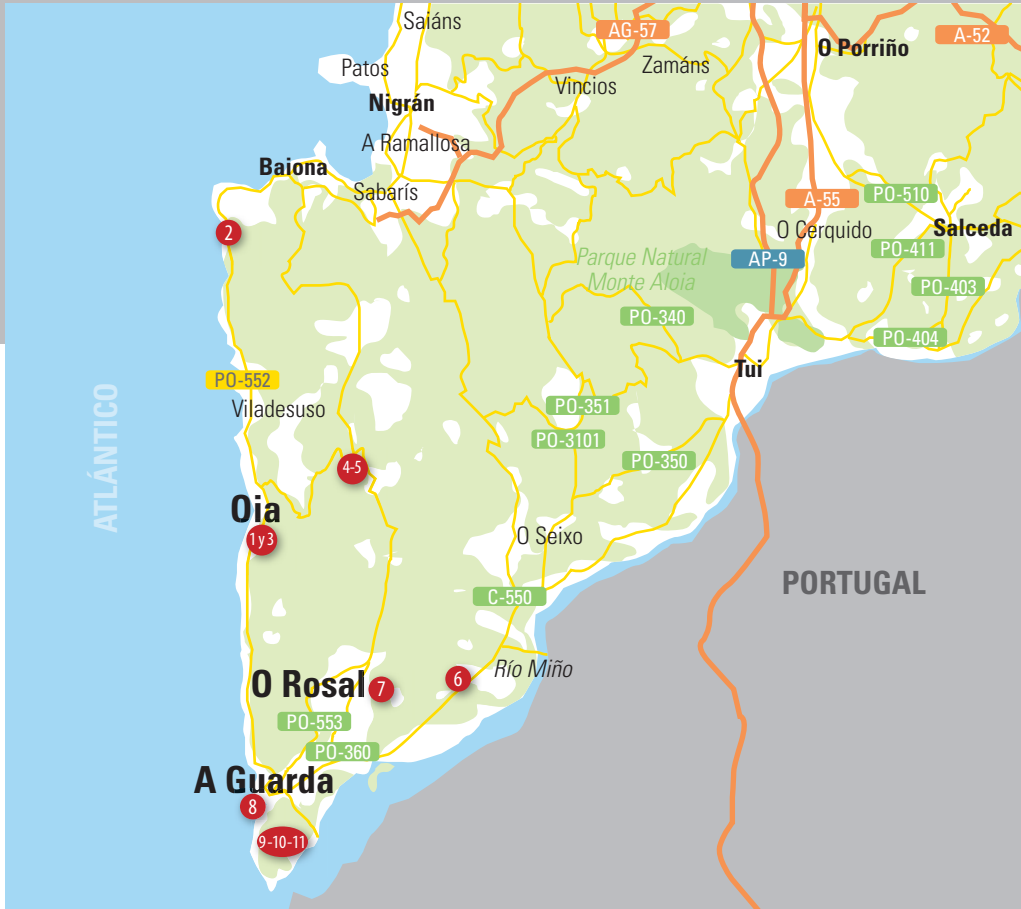 Saiáns
AG-57
A-52
O Porriño
Patos
Zamáns
Vincios
Nigrán
A Ramallosa
Baiona
Sabarís
PO-510
A-55
2
O Cerquido
Salceda
PO-411
Parque Natural
Monte Aloia
AP-9
PO-403
PO-340
PO-404
Tui
PO-552
Viladesuso
PO-351
ATLÁNTICO
PO-3101
4-5
PO-350
Oia
1 y 3
O Seixo
PORTUGAL
C-550
Río Miño
O Rosal
7
6
PO-553
PO-360
A Guarda
8
9-10-11